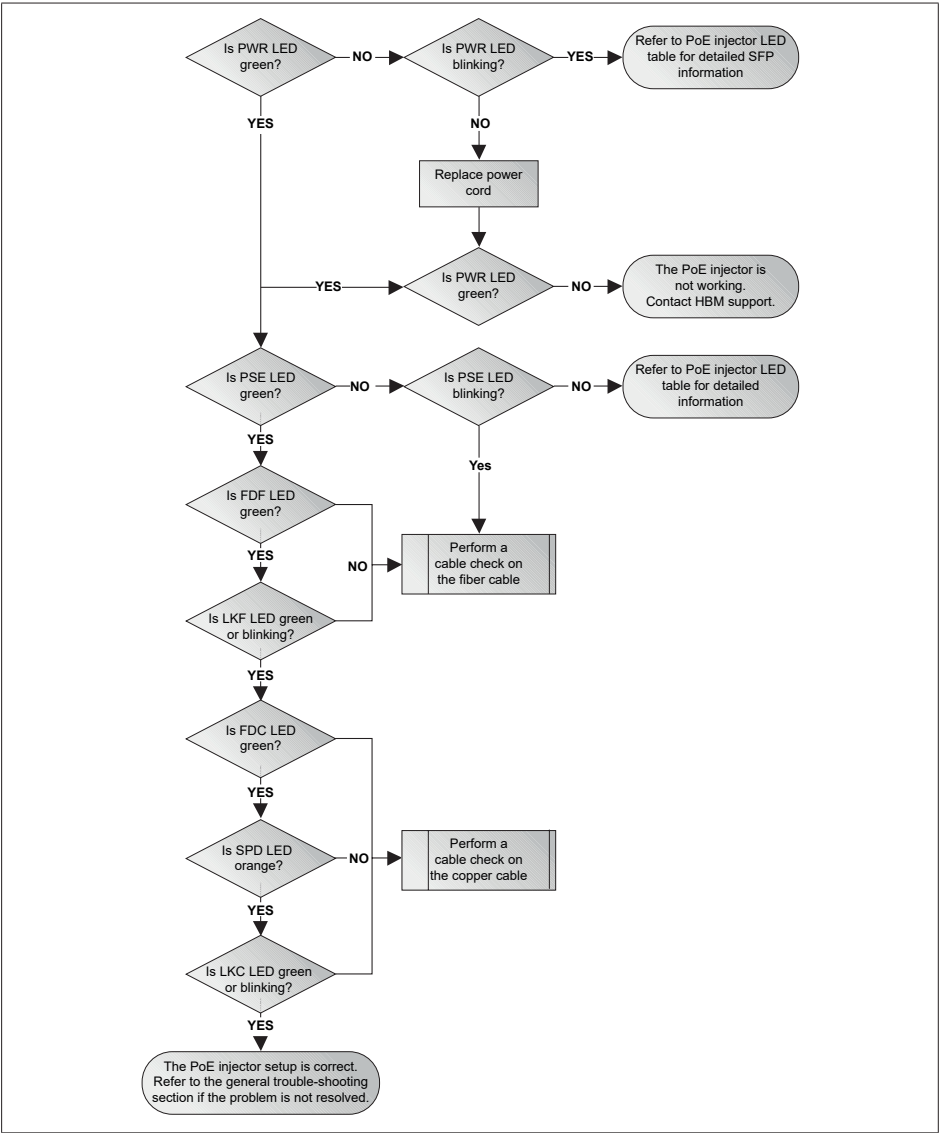 Is PWR LED
green?
NO
Is PWR LED
blinking?
YES
Refer to PoE injector LED
table for detailed SFP
information
YES
NO
Replace power
cord
YES
Is PWR LED
green?
NO
The PoE injector is
not working.
Contact HBM support.
Is PSE LED
green?
NO
Is PSE LED
blinking?
NO
Refer to PoE injector LED
table for detailed
information
YES
Yes
Is FDF LED
green?
YES
NO
Perform a
cable check on
the fiber cable
Is LKF LED green
or blinking?
YES
Is FDC LED
green?
YES
Is SPD LED
orange?
NO
Perform a
cable check on
the copper cable
YES
Is LKC LED green
or blinking?
YES
The PoE injector setup is correct.
Refer to the general trouble-shooting
section if the problem is not resolved.